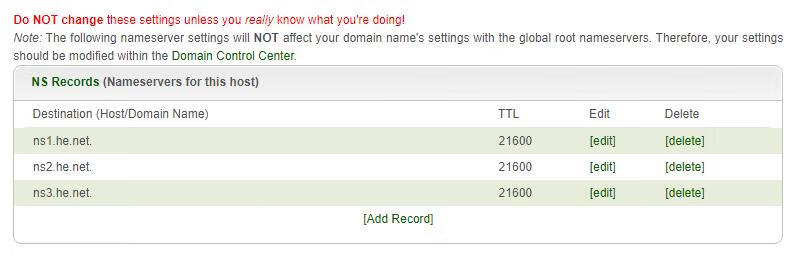 Do NOT change these settings unless you really know what you're doing!
Note: The following nameserver settings will NOT affect your domain name's settings with the global root nameservers. Therefore, your settings
should be modified within the Domain Control Center.
NS Records (Nameservers for this host)
Destination (Host/Domain Name) TTL Edit Delete
ns1.he.net. 21600 [edit] [delete]
ns2.he.net. 21600 [edit] [delete]
ns3.he.net. 21600 [edit] [delete]
[Add Record]